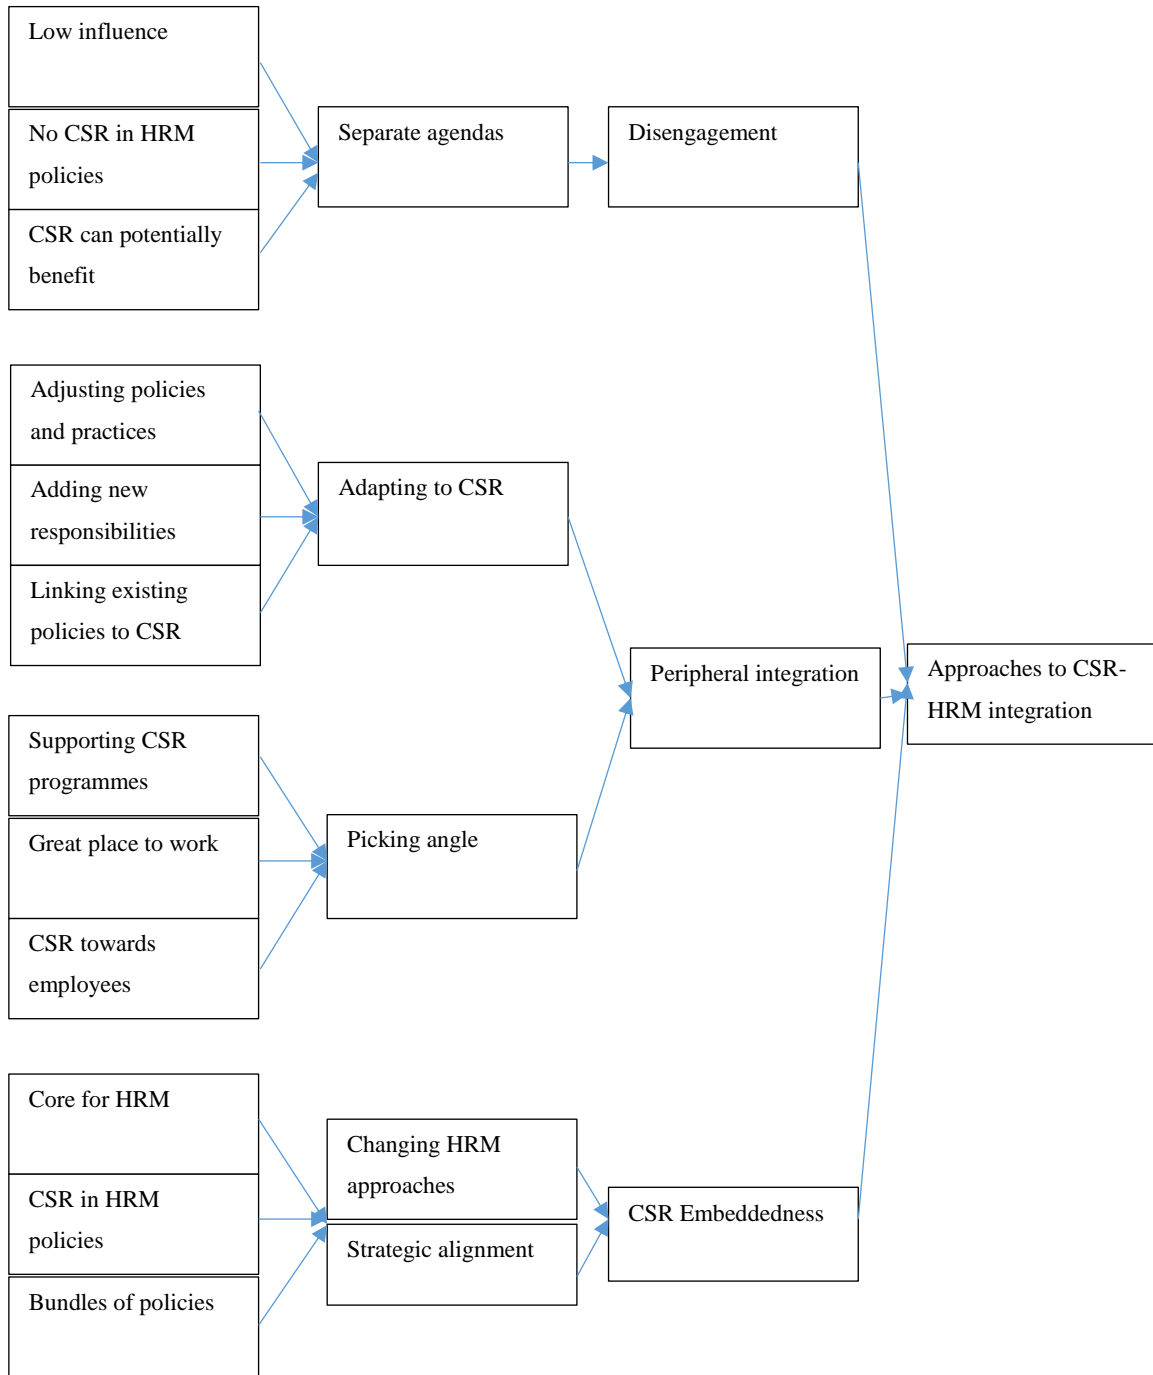 Low influence
No CSR in HRM
policies
CSR can potentially
benefit
Separate agendas
Disengagement
Adjusting policies
and practices
Adding new
responsibilities
Linking existing
policies to CSR
Adapting to CSR
Supporting CSR
programmes
Great place to work
CSR towards
employees
Picking angle
Peripheral integration
Approaches to CSR-
HRM integration
Core for HRM
CSR in HRM
policies
Bundles of policies
Changing HRM
approaches
Strategic alignment
CSR Embeddedness